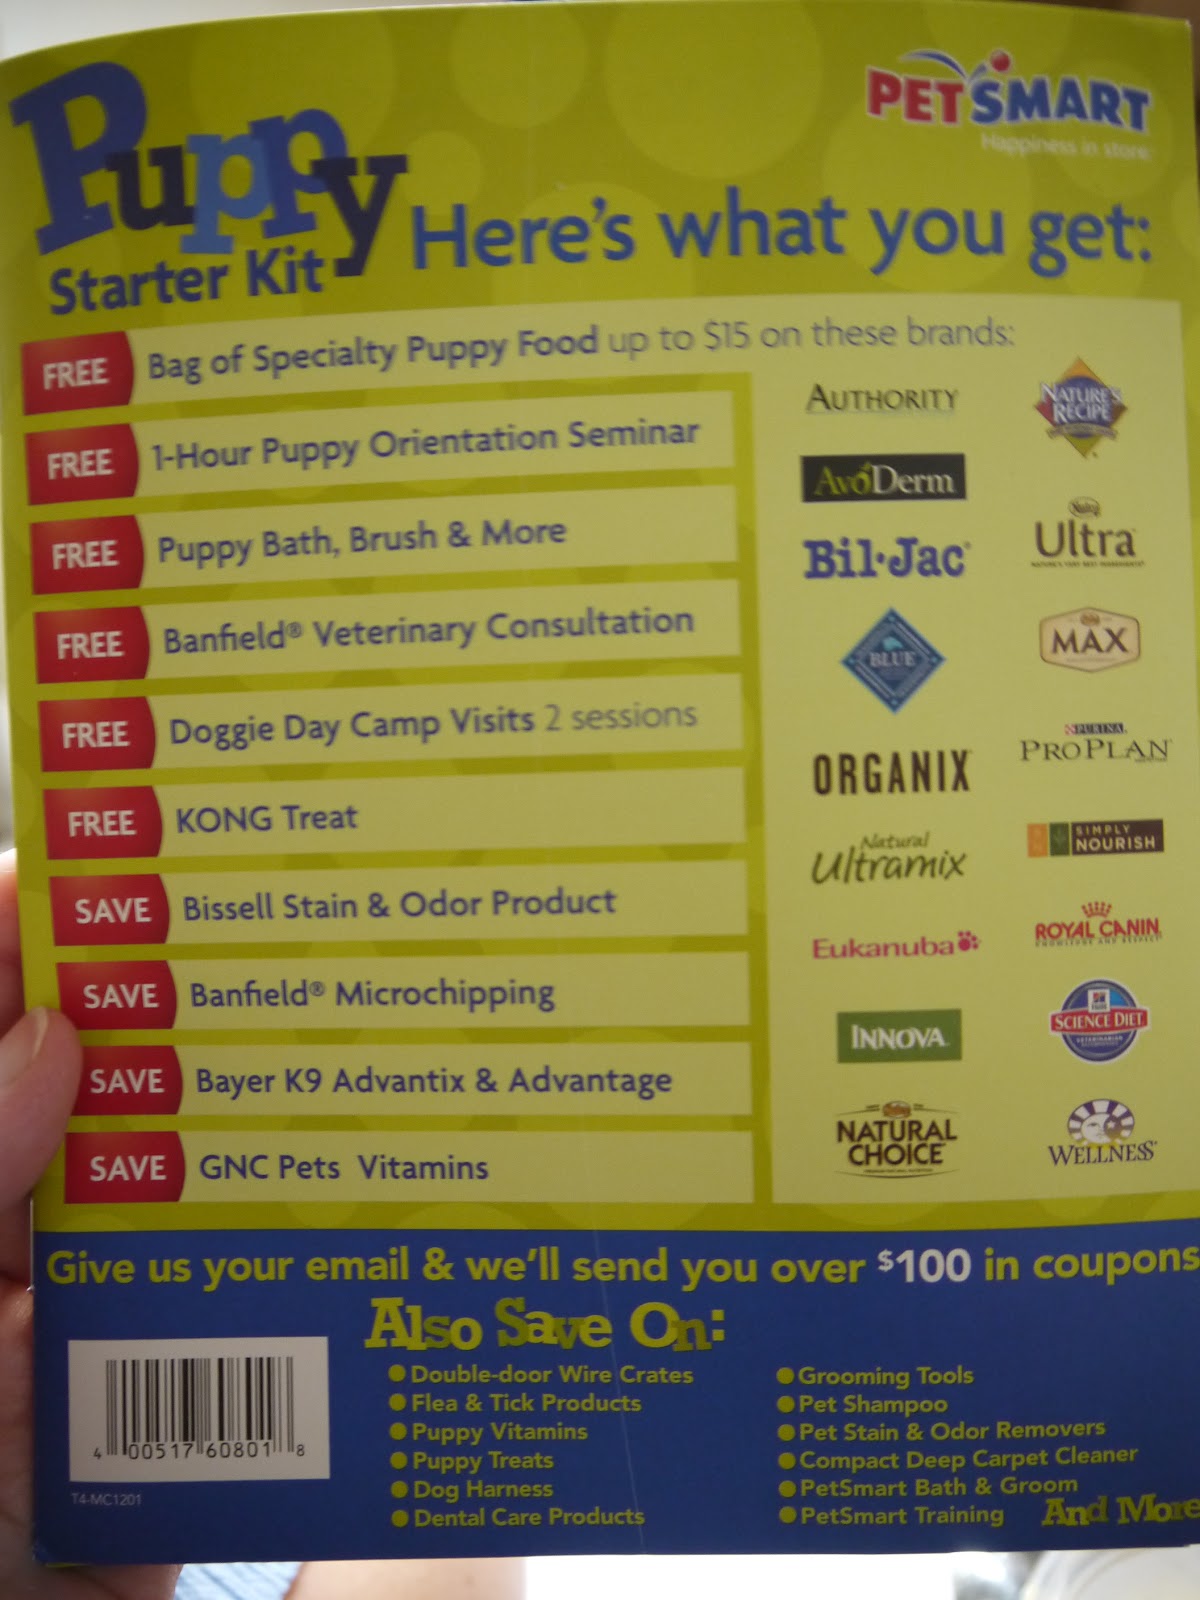 Puppy
Starter Kit
PETSMART
Happiness in store.
Here's what you get:
FREE Bag of Specialty Puppy Food up to $15 on these brands:
FREE 1-Hour Puppy Orientation Seminar
FREE Puppy Bath, Brush & More
FREE Banfield® Veterinary Consultation
FREE Doggie Day Camp Visits 2 sessions
FREE KONG Treat
SAVE Bissell Stain & Odor Product
SAVE Banfield® Microchipping
SAVE Bayer K9 Advantix & Advantage
SAVE GNC Pets Vitamins
AUTHORITY
AvoDerm
Bil·Jac®
BLUE
ORGANIX
Natural
Ultramix
Eukanuba
INNOVA
NATURAL
CHOICE
NATURE'S
RECIPE
Ultra
MAX
PURINA
PRO PLAN
SIMPLY
NOURISH
ROYAL CANIN
KNOWLEDGE AND RESPECT
SCIENCE DIET
WELLNESS
Give us your email & we'll send you over $100 in coupons
Also Save On:
Double-door Wire Crates
Flea & Tick Products
Puppy Vitamins
Puppy Treats
Dog Harness
Dental Care Products
Grooming Tools
Pet Shampoo
Pet Stain & Odor Removers
Compact Deep Carpet Cleaner
PetSmart Bath & Groom
PetSmart Training
And More
4 00517 60801 8
T4-MC1201